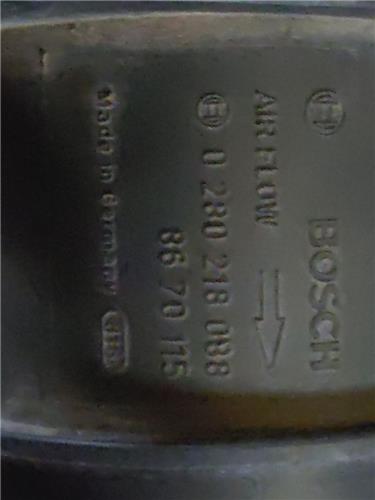 BOSCH
AIR FLOW
0 280 218 088
86 70 115
Made in Germany